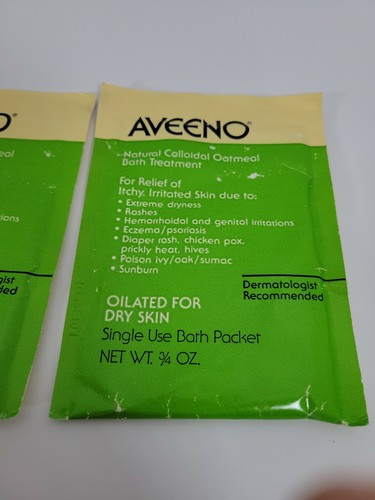 AVEENO®
Natural Colloidal Oatmeal
Bath Treatment
For Relief of
Itchy, Irritated Skin due to:
• Extreme dryness
• Rashes
• Hemorrhoidal and genital irritations
• Eczema/psoriasis
• Diaper rash, chicken pox,
prickly heat, hives
• Poison ivy/oak/sumac
• Sunburn
Dermatologist
Recommended
OILATED FOR
DRY SKIN
Single Use Bath Packet
NET WT. ¾ OZ.